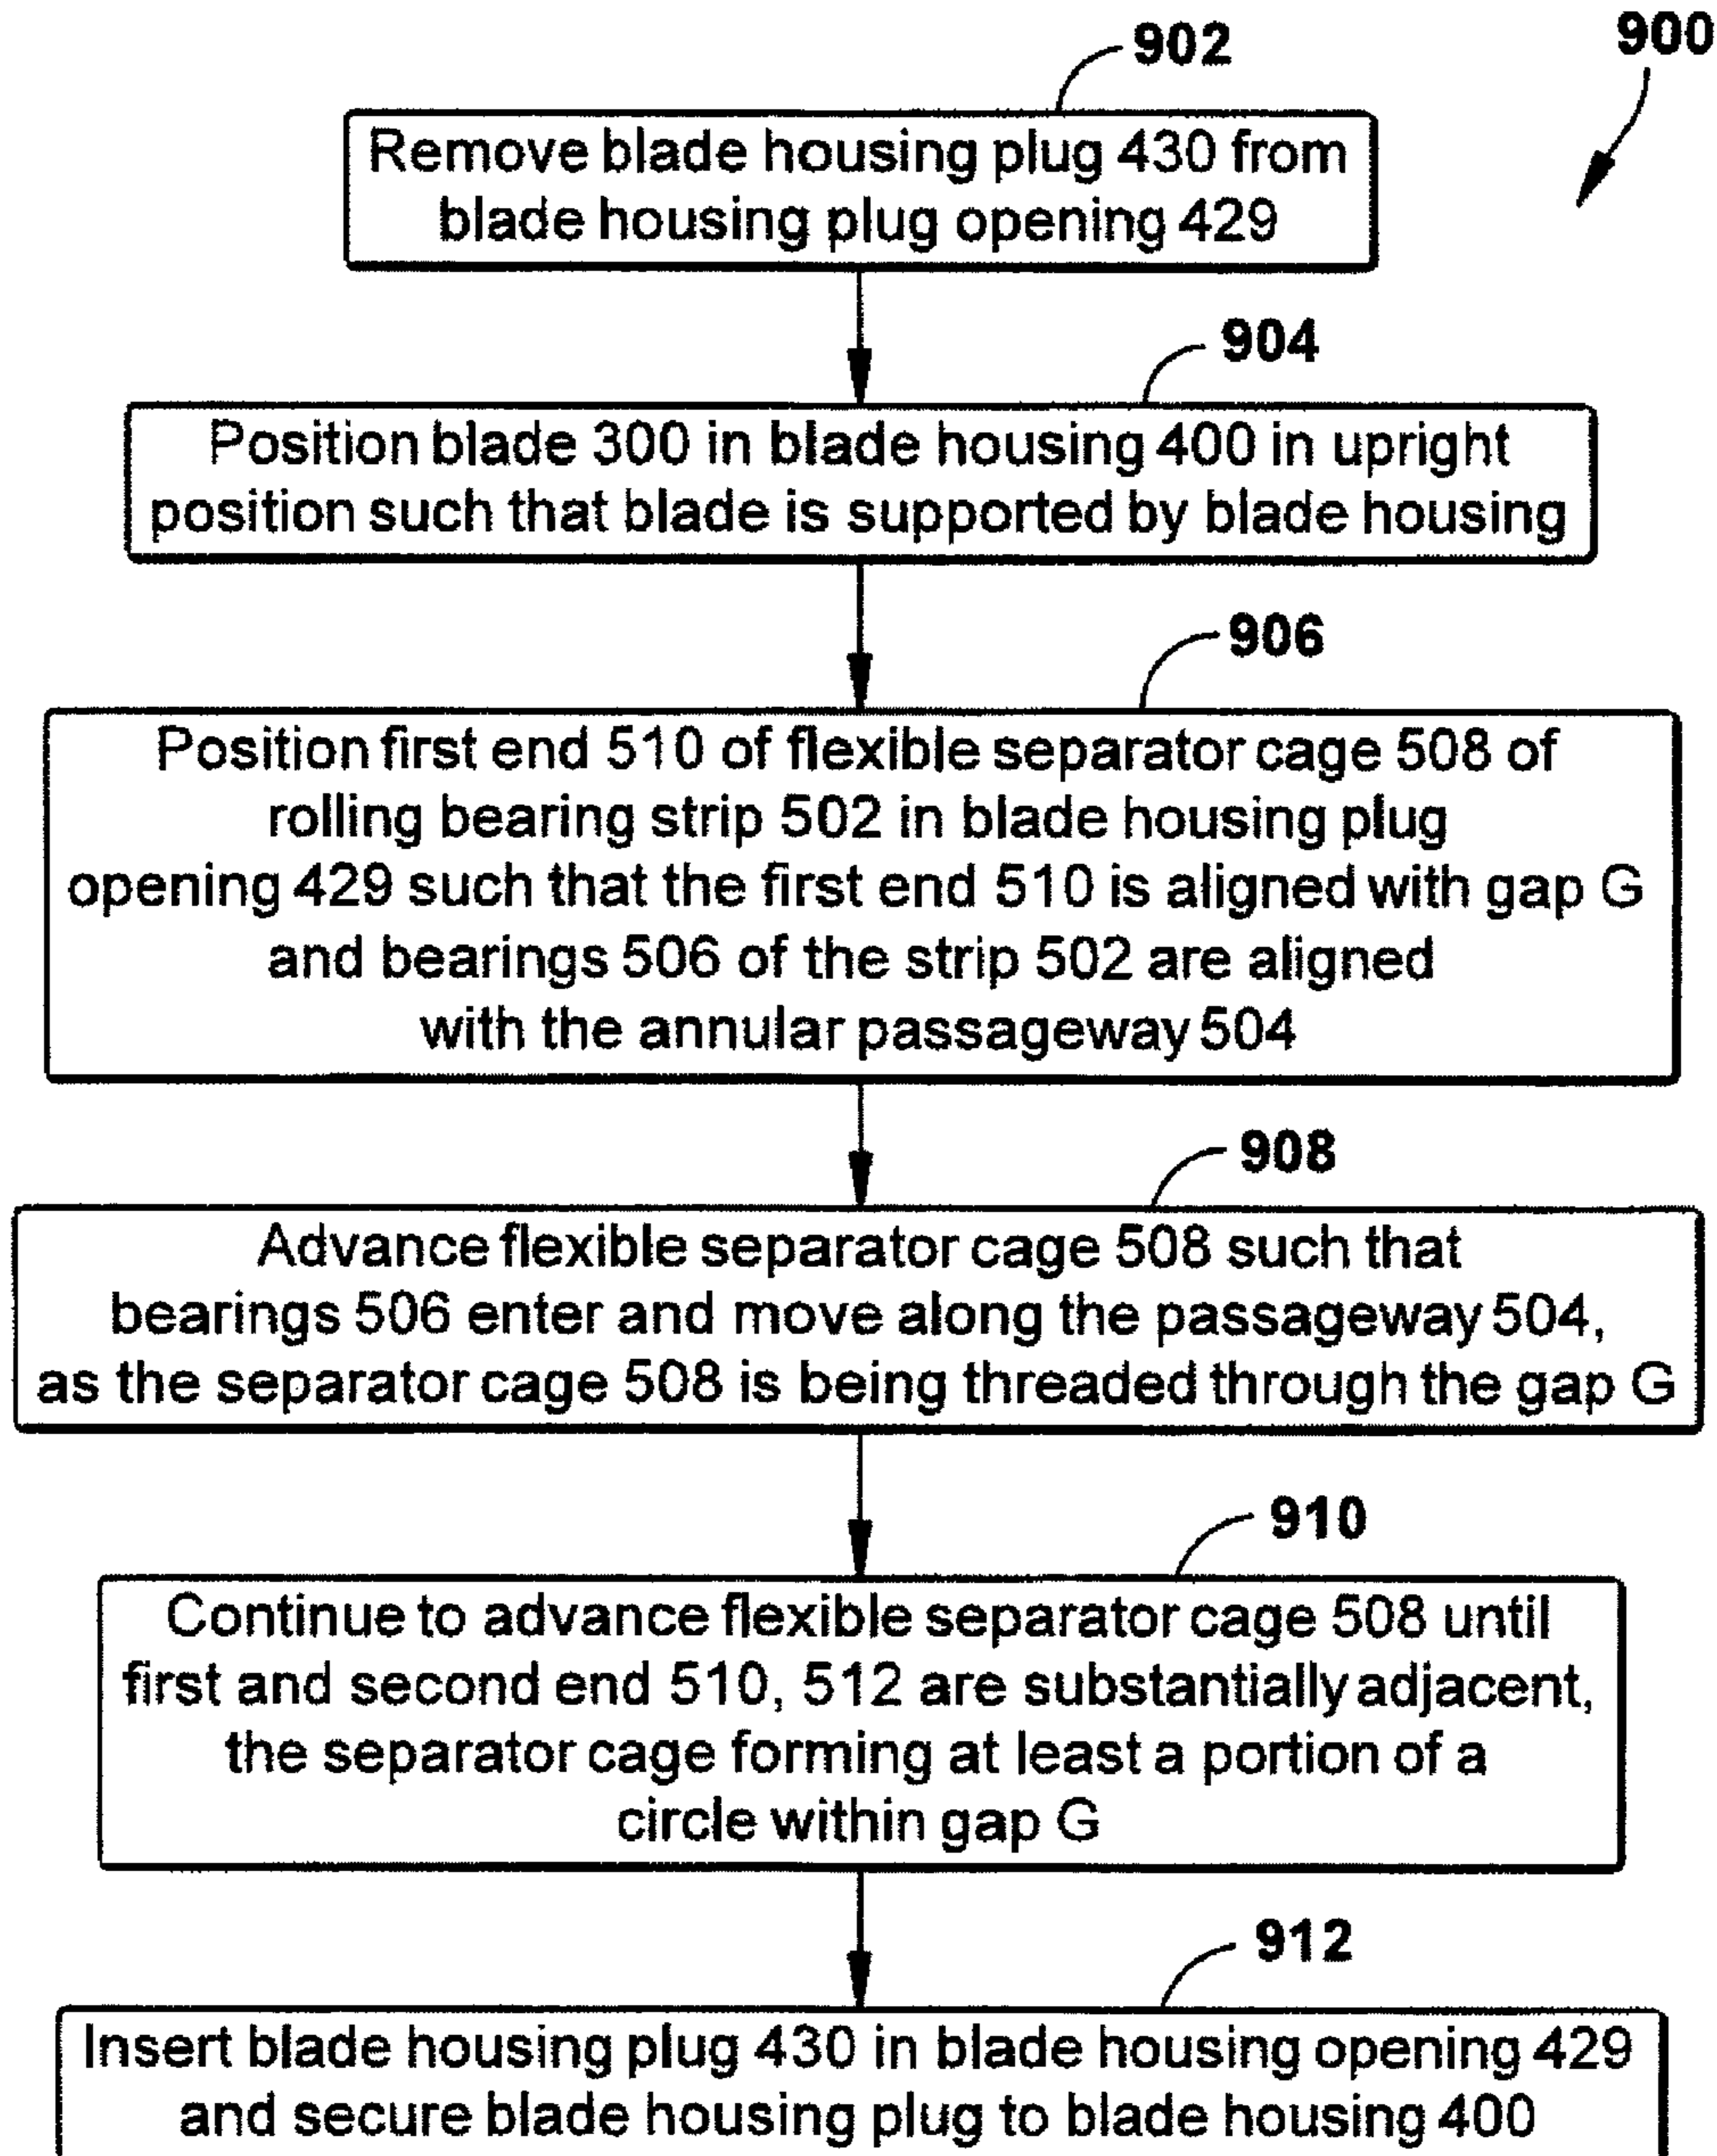 902
900
Remove blade housing plug 430 from
blade housing plug opening 429
904
Position blade 300 in blade housing 400 in upright
position such that blade is supported by blade housing
906
Position first end 510 of flexible separator cage 508 of
rolling bearing strip 502 in blade housing plug
opening 429 such that the first end 510 is aligned with gap G
and bearings 506 of the strip 502 are aligned
with the annular passageway 504
908
Advance flexible separator cage 508 such that
bearings 506 enter and move along the passageway 504,
as the separator cage 508 is being threaded through the gap G
910
Continue to advance flexible separator cage 508 until
first and second end 510, 512 are substantially adjacent,
the separator cage forming at least a portion of a
circle within gap G
912
Insert blade housing plug 430 in blade housing opening 429
and secure blade housing plug to blade housing 400